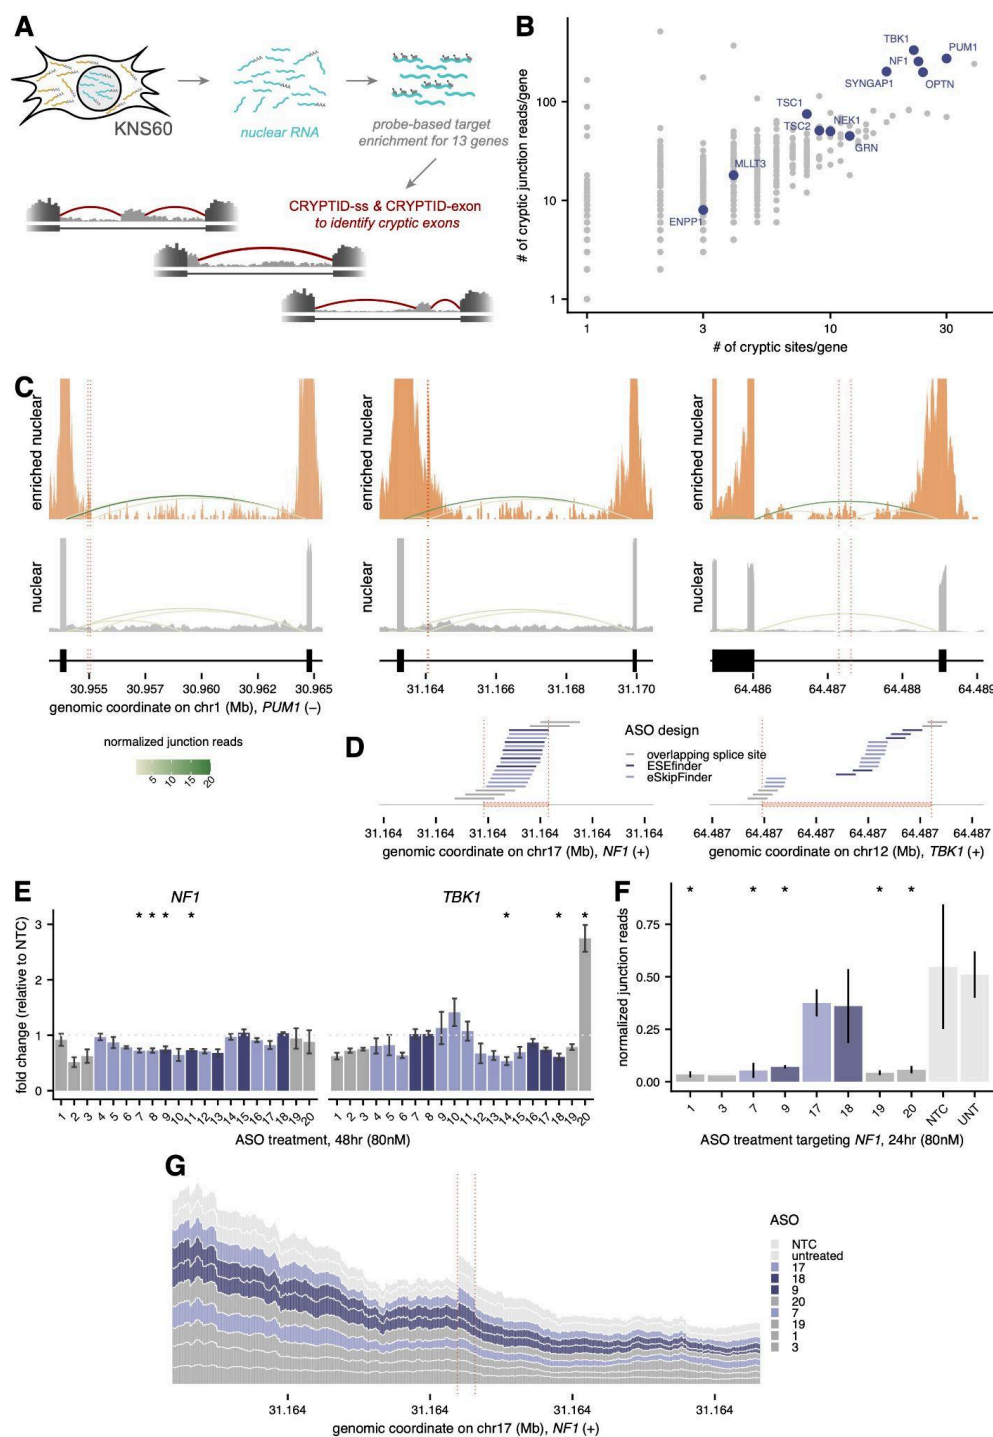 A
KNS60
nuclear RNA
probe-based target
enrichment for 13 genes
CRYPTID-ss & CRYPTID-exon
to identify cryptic exons
B
# of cryptic junction reads/gene
100
10
1
TBK1
PUM1
NF1
SYNGAP1
OPTN
TSC1
TSC2
NEK1
GRN
MLLT3
ENPP1
1
3
10
30
# of cryptic sites/gene
C
enriched nuclear
nuclear
30.955
30.957
30.960
30.962
30.965
genomic coordinate on chr1 (Mb), PUM1 (–)
normalized junction reads
5
10
15
20
enriched nuclear
nuclear
31.164
31.166
31.168
31.170
enriched nuclear
nuclear
64.486
64.487
64.488
64.489
D
ASO design
overlapping splice site
ESEfinder
eSkipFinder
31.164 31.164 31.164 31.164 31.164 31.164
genomic coordinate on chr17 (Mb), NF1 (+)
64.487 64.487 64.487 64.487 64.487 64.487
genomic coordinate on chr12 (Mb), TBK1 (+)
E
NF1
TBK1
fold change (relative to NTC)
3
2
1
0
* * * *
* * *
1 2 3 4 5 6 7 8 9 10 11 12 13 14 15 16 17 18 19 20
1 2 3 4 5 6 7 8 9 10 11 12 13 14 15 16 17 18 19 20
ASO treatment, 48hr (80nM)
F
normalized junction reads
0.75
0.50
0.25
0.00
* * * * *
1 3 7 9 17 18 19 20 NTC UNT
ASO treatment targeting NF1, 24hr (80nM)
G
31.164 31.164 31.164 31.164
genomic coordinate on chr17 (Mb), NF1 (+)
ASO
NTC
untreated
17
18
9
20
7
19
1
3